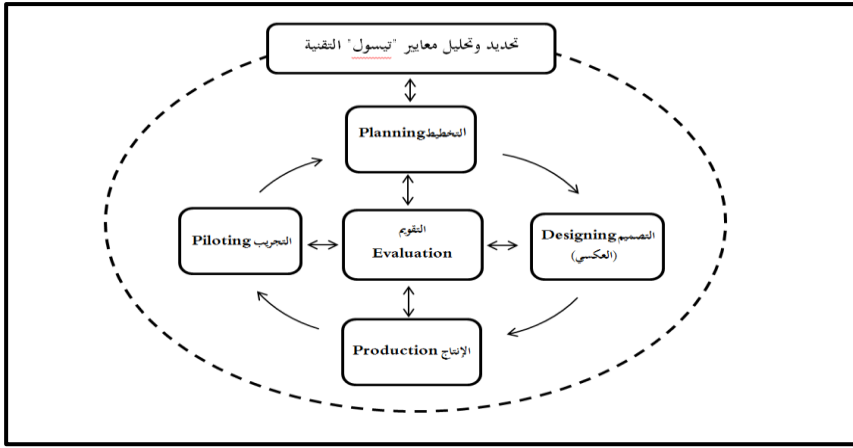 تحديد وتحليل معايير "تيسول" التقنية
التخطيط Planning
التقويم
Evaluation
التصميم Designing
(العكسي)
التجريب Piloting
الإنتاج Production